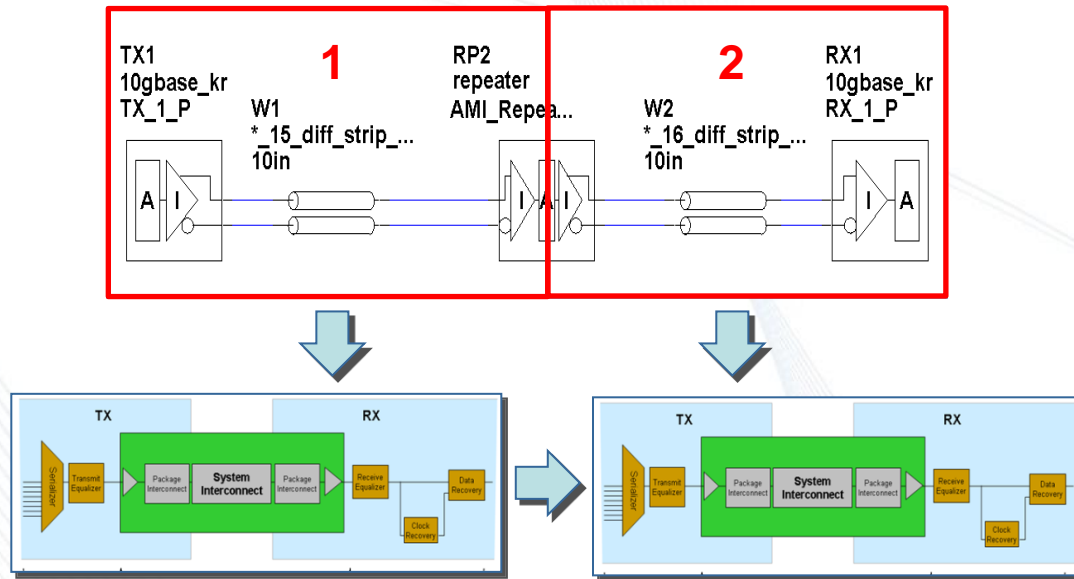 1
2
TX1
10gbase_kr
TX_1_P
W1
*_15_diff_strip_...
10in
RP2
repeater
AMI_Repea...
W2
*_16_diff_strip_...
10in
RX1
10gbase_kr
RX_1_P
A
I
I
A
I
I
A
TX
RX
Serializer
Transmit
Equalizer
Package
Interconnect
System
Interconnect
Package
Interconnect
Receive
Equalizer
Data
Recovery
Clock
Recovery
TX
RX
Serializer
Transmit
Equalizer
Package
Interconnect
System
Interconnect
Package
Interconnect
Receive
Equalizer
Data
Recovery
Clock
Recovery